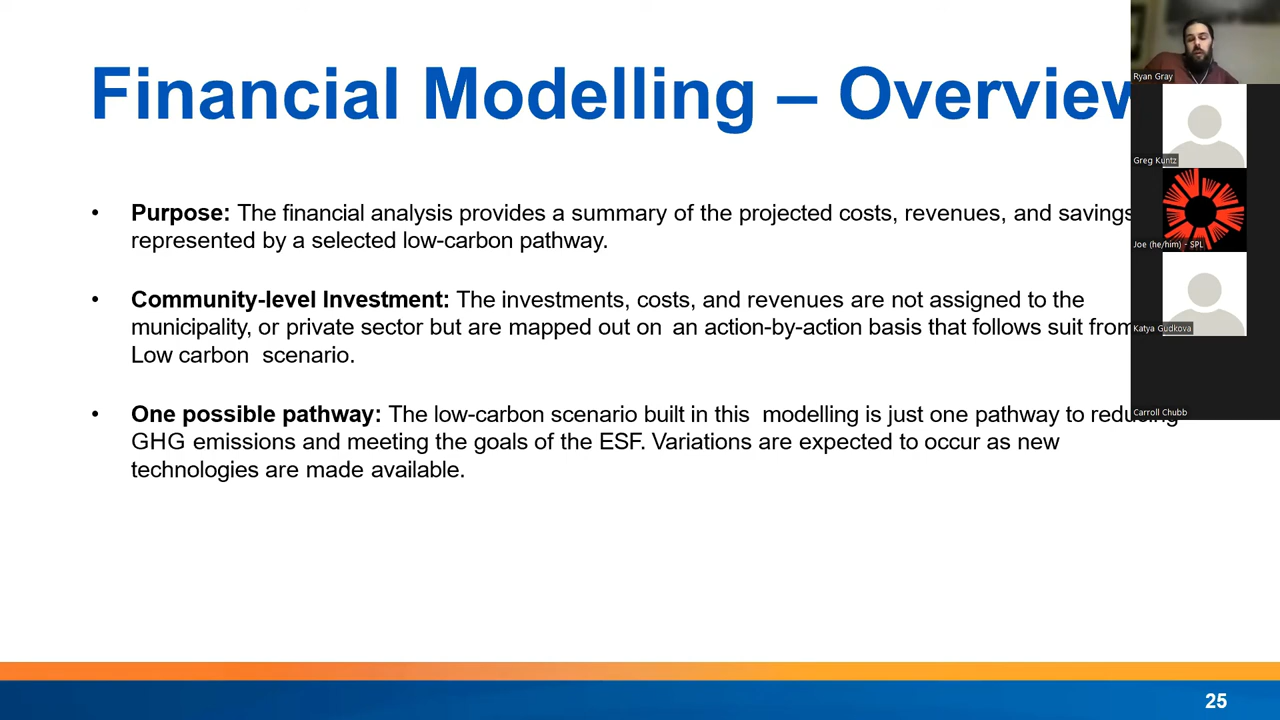 Financial Modelling – Overview
• Purpose: The financial analysis provides a summary of the projected costs, revenues, and savings
represented by a selected low-carbon pathway.
• Community-level Investment: The investments, costs, and revenues are not assigned to the
municipality, or private sector but are mapped out on an action-by-action basis that follows suit from
Low carbon scenario.
• One possible pathway: The low-carbon scenario built in this modelling is just one pathway to reducing
GHG emissions and meeting the goals of the ESF. Variations are expected to occur as new
technologies are made available.
25
Ryan Gray
Greg Kuntz
Joe (he/him) - SPL
Katya Gudkova
Carroll Chubb